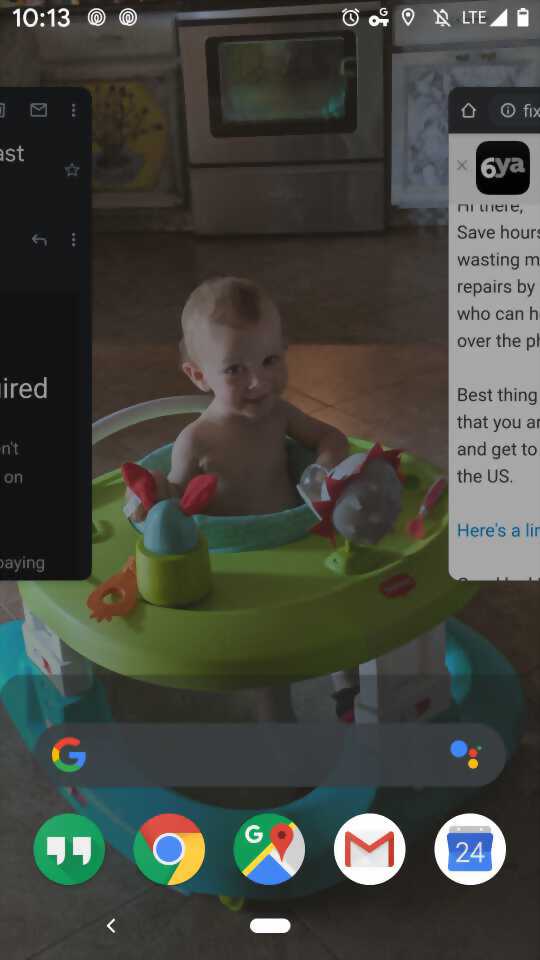 10:13
G
LTE
ast
uired
n't
on
paying
fix
6ya
Hi there,
Save hours
wasting m
repairs by
who can h
over the ph
Best thing
that you ar
and get to
the US.
Here's a lin
G
G
24